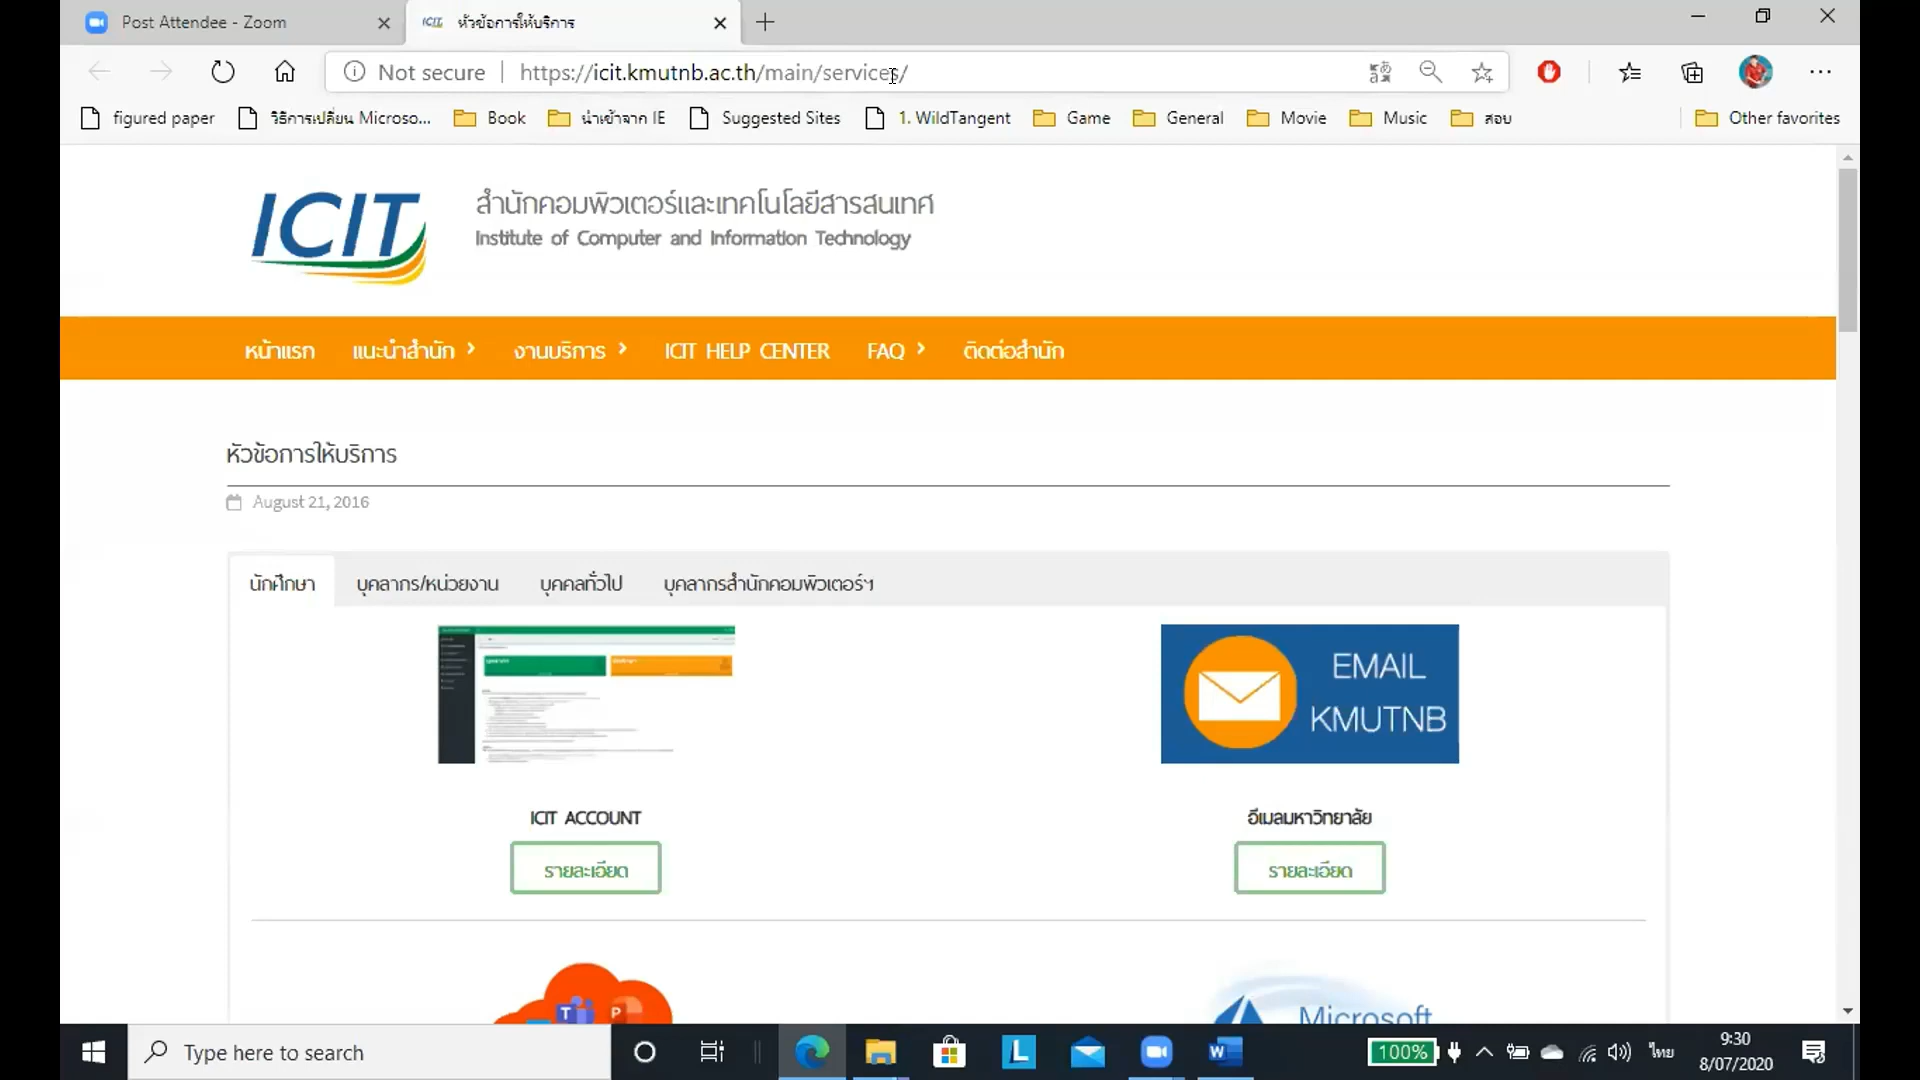 Post Attendee - Zoom
ICIT หัวข้อการให้บริการ
Not secure | https://icit.kmutnb.ac.th/main/services/
figured paper วิธีการเปลี่ยน Microso... Book นำเข้าจาก IE Suggested Sites 1. WildTangent Game General Movie Music สอบ Other favorites
ICIT
สำนักคอมพิวเตอร์และเทคโนโลยีสารสนเทศ
Institute of Computer and Information Technology
หน้าแรก แนะนำสำนัก งานบริการ ICIT HELP CENTER FAQ ติดต่อสำนัก
หัวข้อการให้บริการ
August 21, 2016
นักศึกษา บุคลากร/หน่วยงาน บุคคลทั่วไป บุคลากรสำนักคอมพิวเตอร์ฯ
EMAIL
KMUTNB
ICIT ACCOUNT อีเมลมหาวิทยาลัย
รายละเอียด รายละเอียด
T P Microsoft
Type here to search
L W 100% ไทย
9:30
8/07/2020